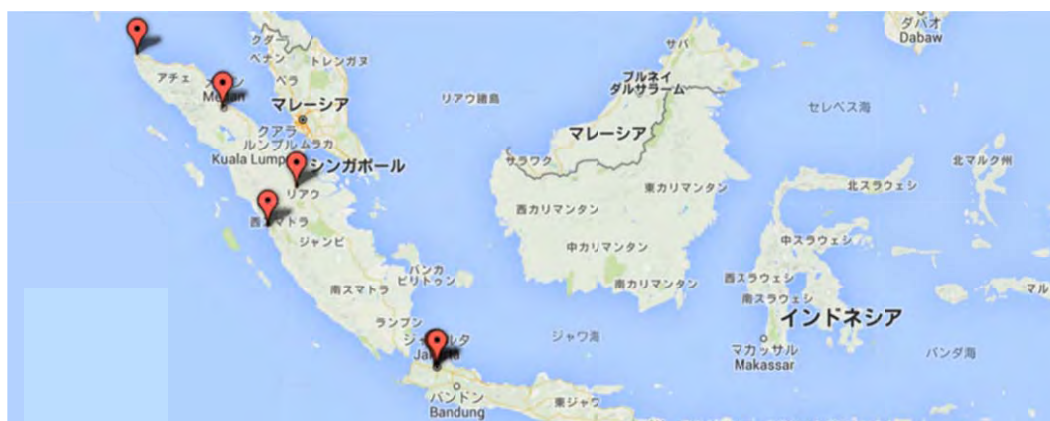 ダバオ
Dabaw
クダー
ペナン
トレンガヌ
サバ
アチェ
ペラ
ブルネイ
ダルサラーム
リアウ諸島
セレベス海
マレーシア
マレーシア
クアラ
ルンプル
ムラカ
Kuala Lump
シンガポール
サラワク
北マルク州
東カリマンタン
北スラウェシ
リアウ
西カリマンタン
ジャンビ
中カリマンタン
中スラウェシ
バンカ
ビリトゥン
南スマトラ
南カリマンタン
西スラウェシ
南スラウェシ
マル
ランプン
インドネシア
ジャワ海
マカッサル
Makassar
バンダ海
バンドン
Bandung
東ジャワ